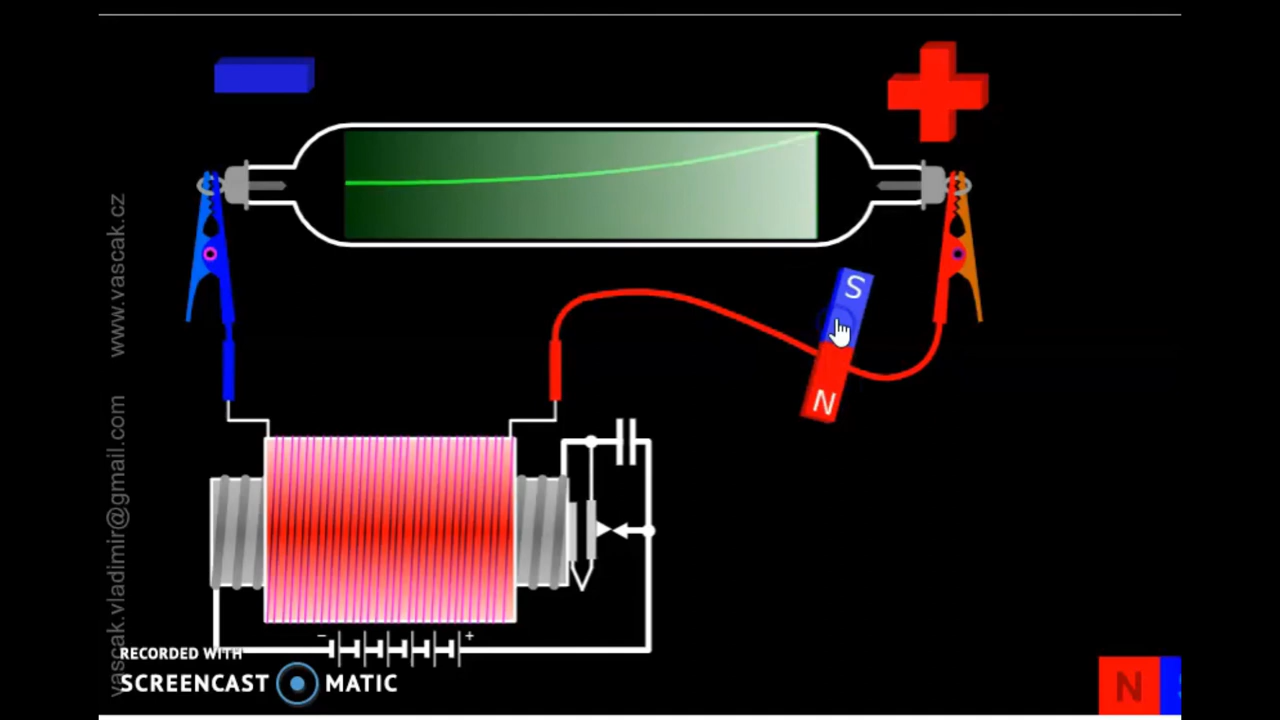 www.vascak.cz
vascak.vladimir@gmail.com
S
N
−
+
RECORDED WITH
SCREENCAST MATIC
N